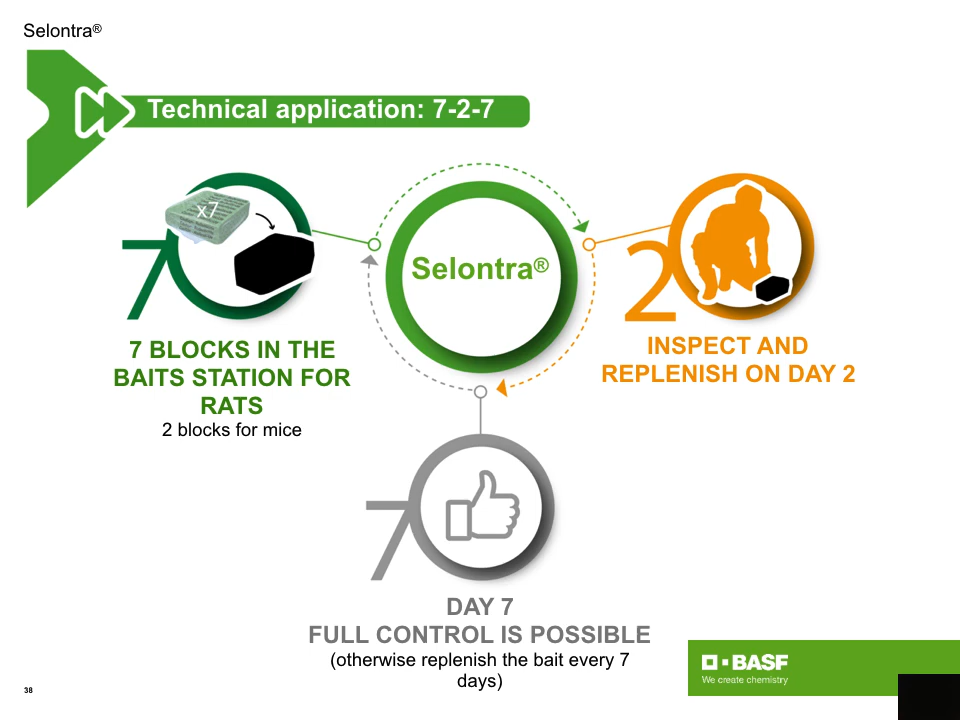 Selontra®
Technical application: 7-2-7
7
x7
Selontra®
2
7 BLOCKS IN THE
BAITS STATION FOR
RATS
2 blocks for mice
INSPECT AND
REPLENISH ON DAY 2
7
DAY 7
FULL CONTROL IS POSSIBLE
(otherwise replenish the bait every 7
days)
BASF
We create chemistry
38